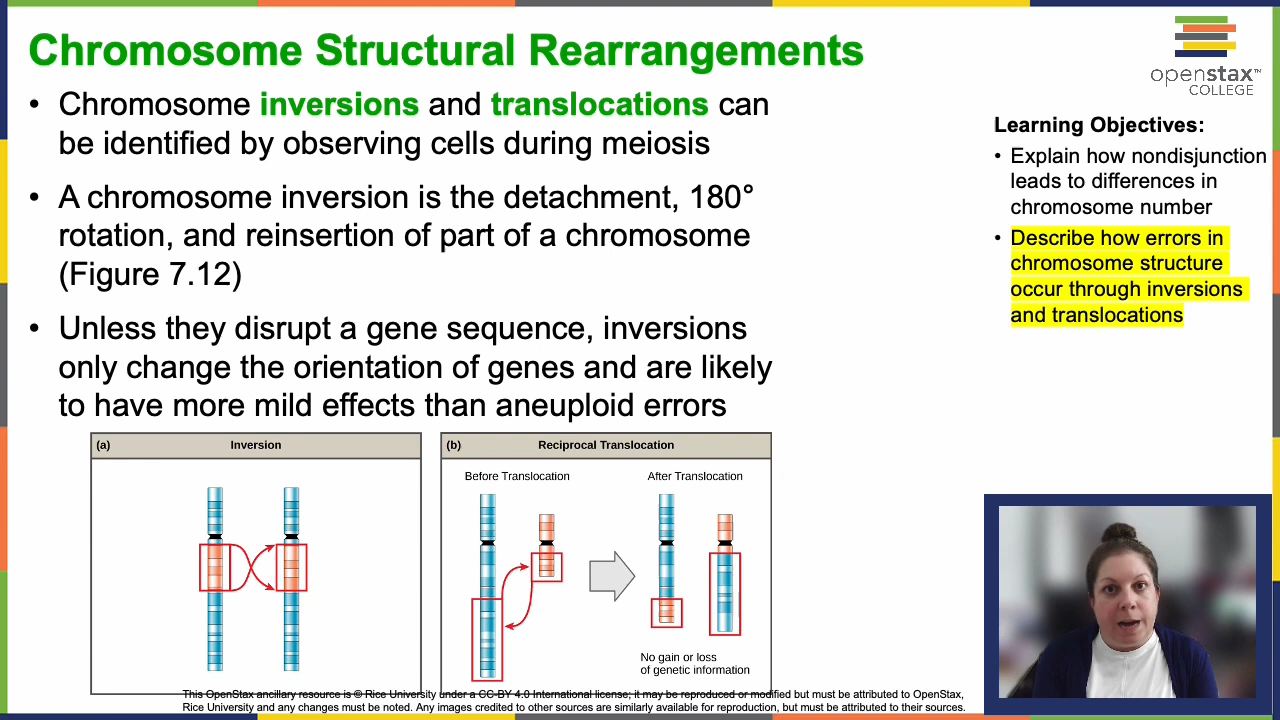 Chromosome Structural Rearrangements
• Chromosome inversions and translocations can
be identified by observing cells during meiosis
• A chromosome inversion is the detachment, 180°
rotation, and reinsertion of part of a chromosome
(Figure 7.12)
• Unless they disrupt a gene sequence, inversions
only change the orientation of genes and are likely
to have more mild effects than aneuploid errors
(a) Inversion
(b) Reciprocal Translocation
Before Translocation
After Translocation
No gain or loss
of genetic information
This OpenStax ancillary resource is © Rice University under a CC-BY 4.0 International license; it may be reproduced or modified but must be attributed to OpenStax,
Rice University and any changes must be noted. Any images credited to other sources are similarly available for reproduction, but must be attributed to their sources.
openstax™
COLLEGE
Learning Objectives:
• Explain how nondisjunction
leads to differences in
chromosome number
• Describe how errors in
chromosome structure
occur through inversions
and translocations